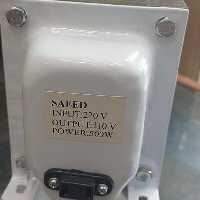 SAEED
INPUT:220 V
OUTPUT:110 V
POWER:500W